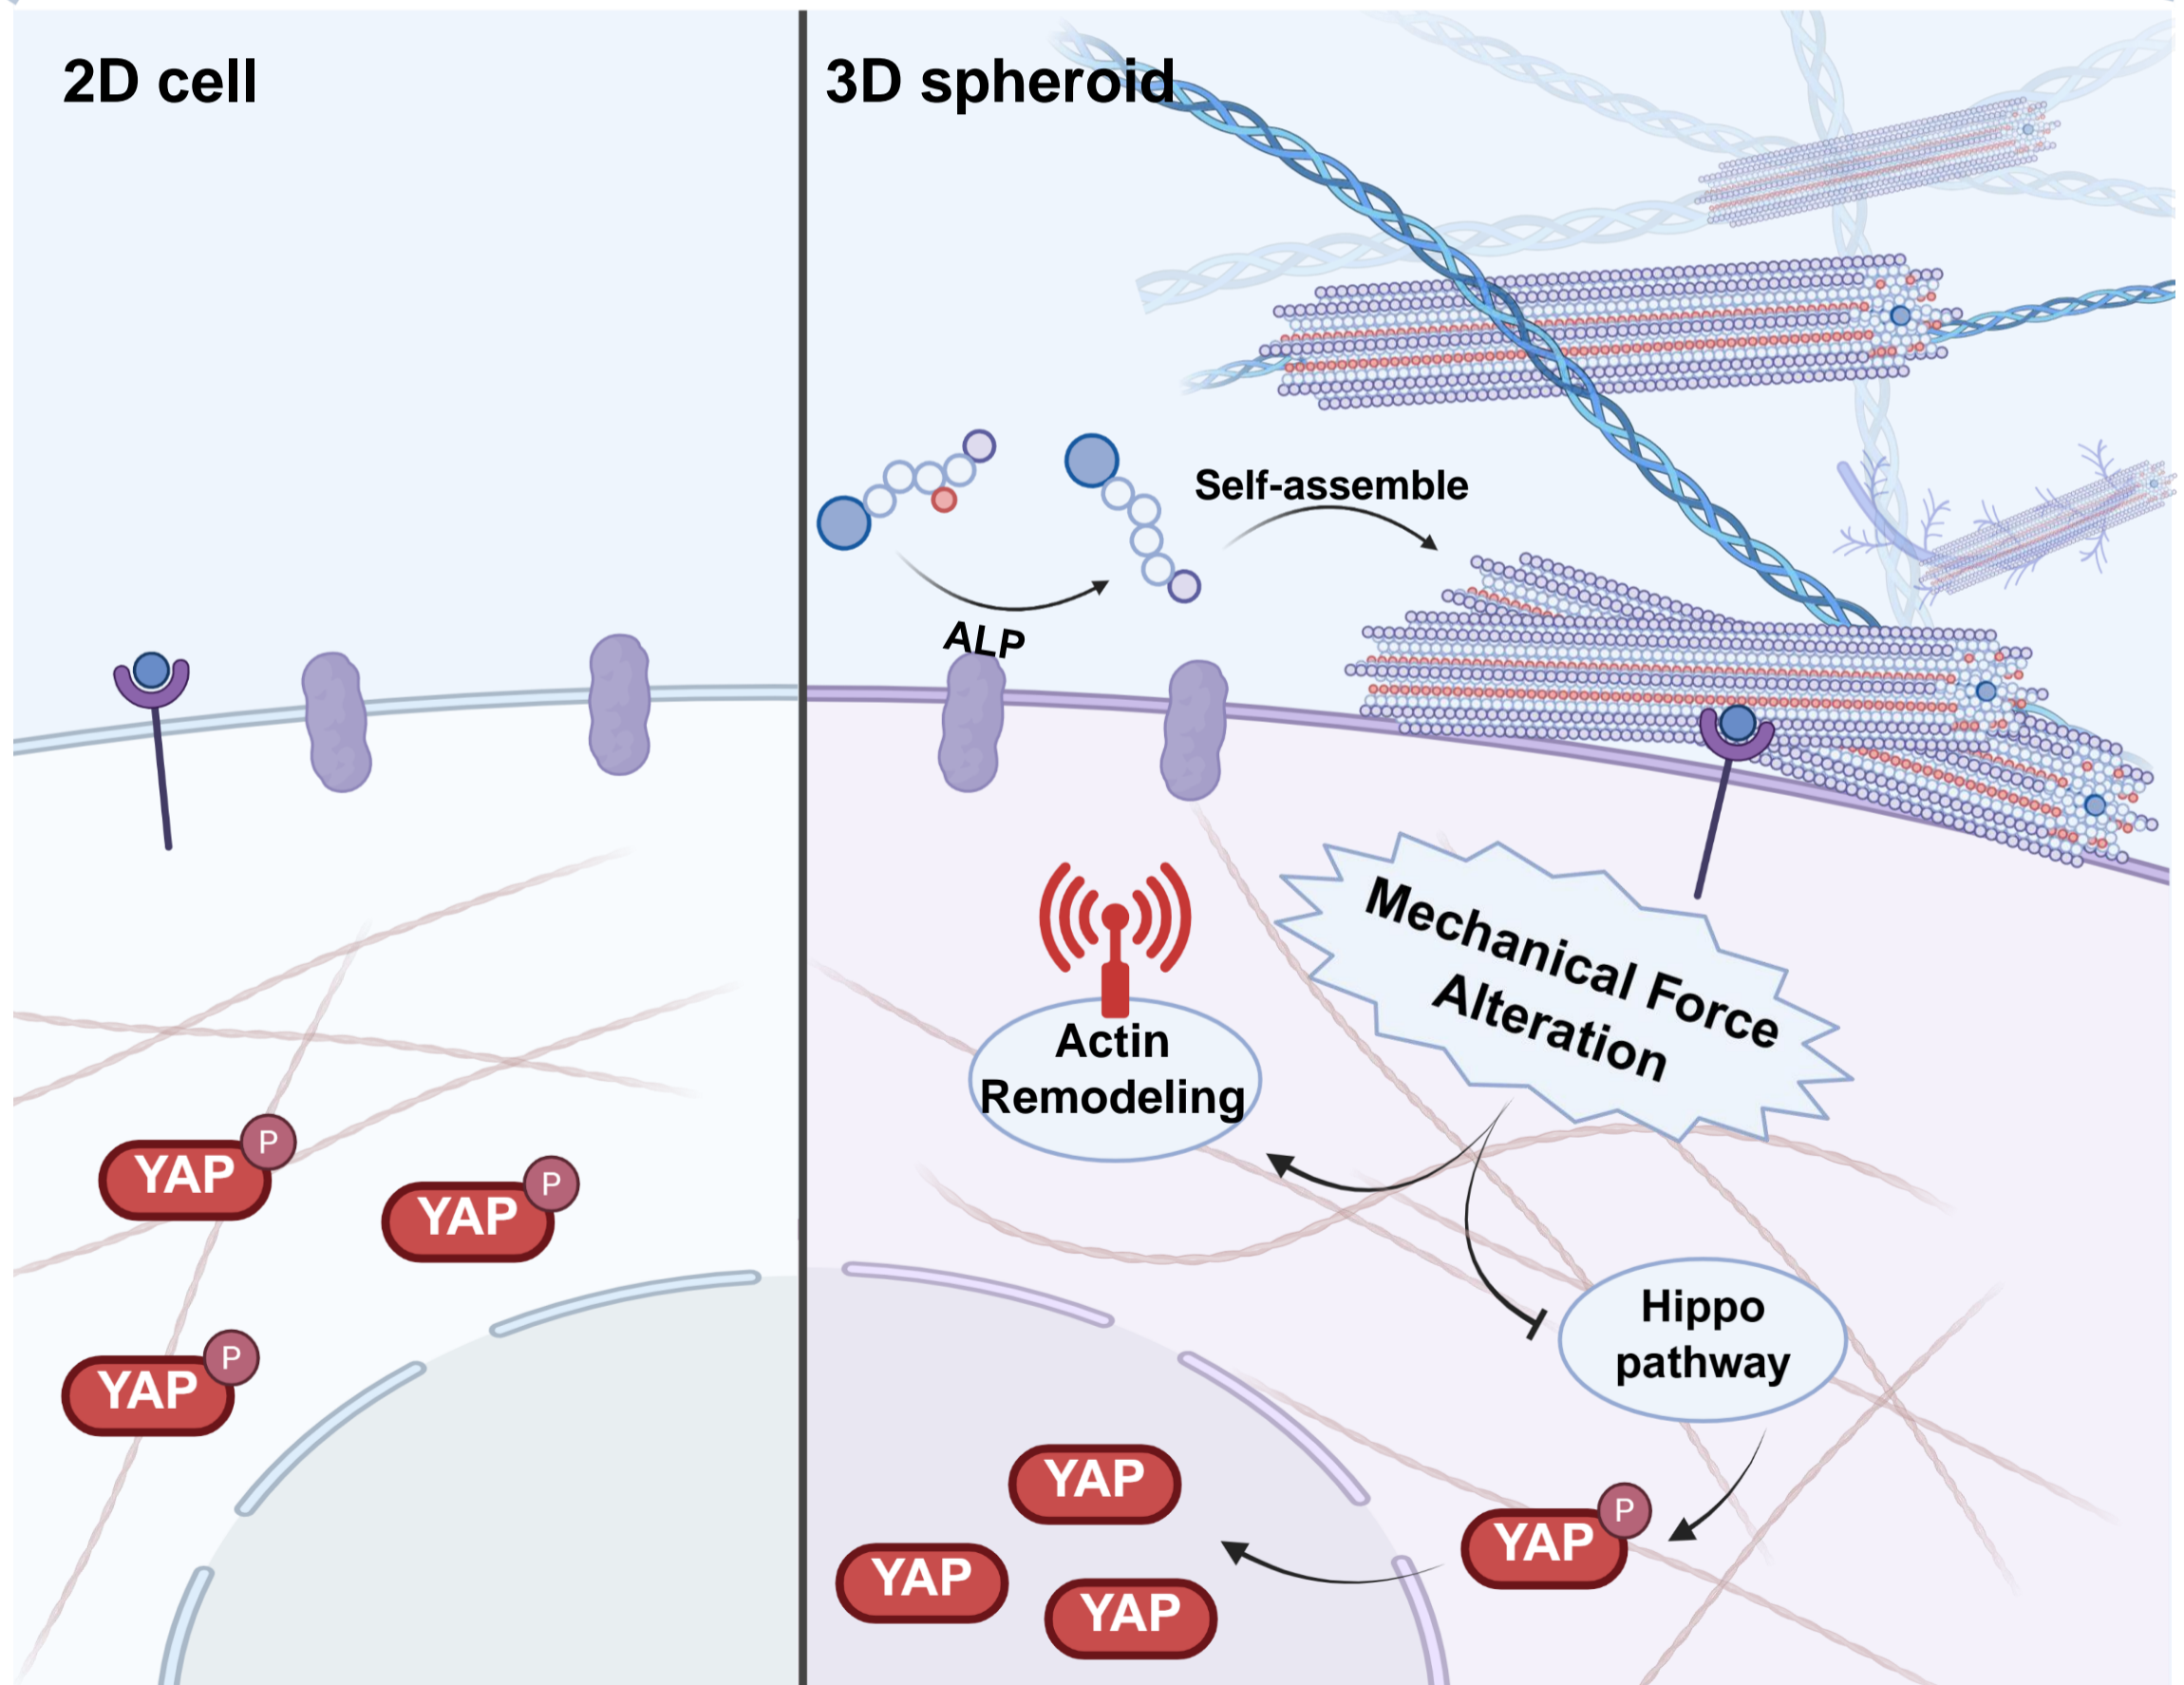 2D cell
3D spheroid
Self-assemble
ALP
Mechanical Force
Alteration
Actin
Remodeling
YAP P
YAP P
YAP P
Hippo
pathway
YAP
YAP
YAP
YAP P